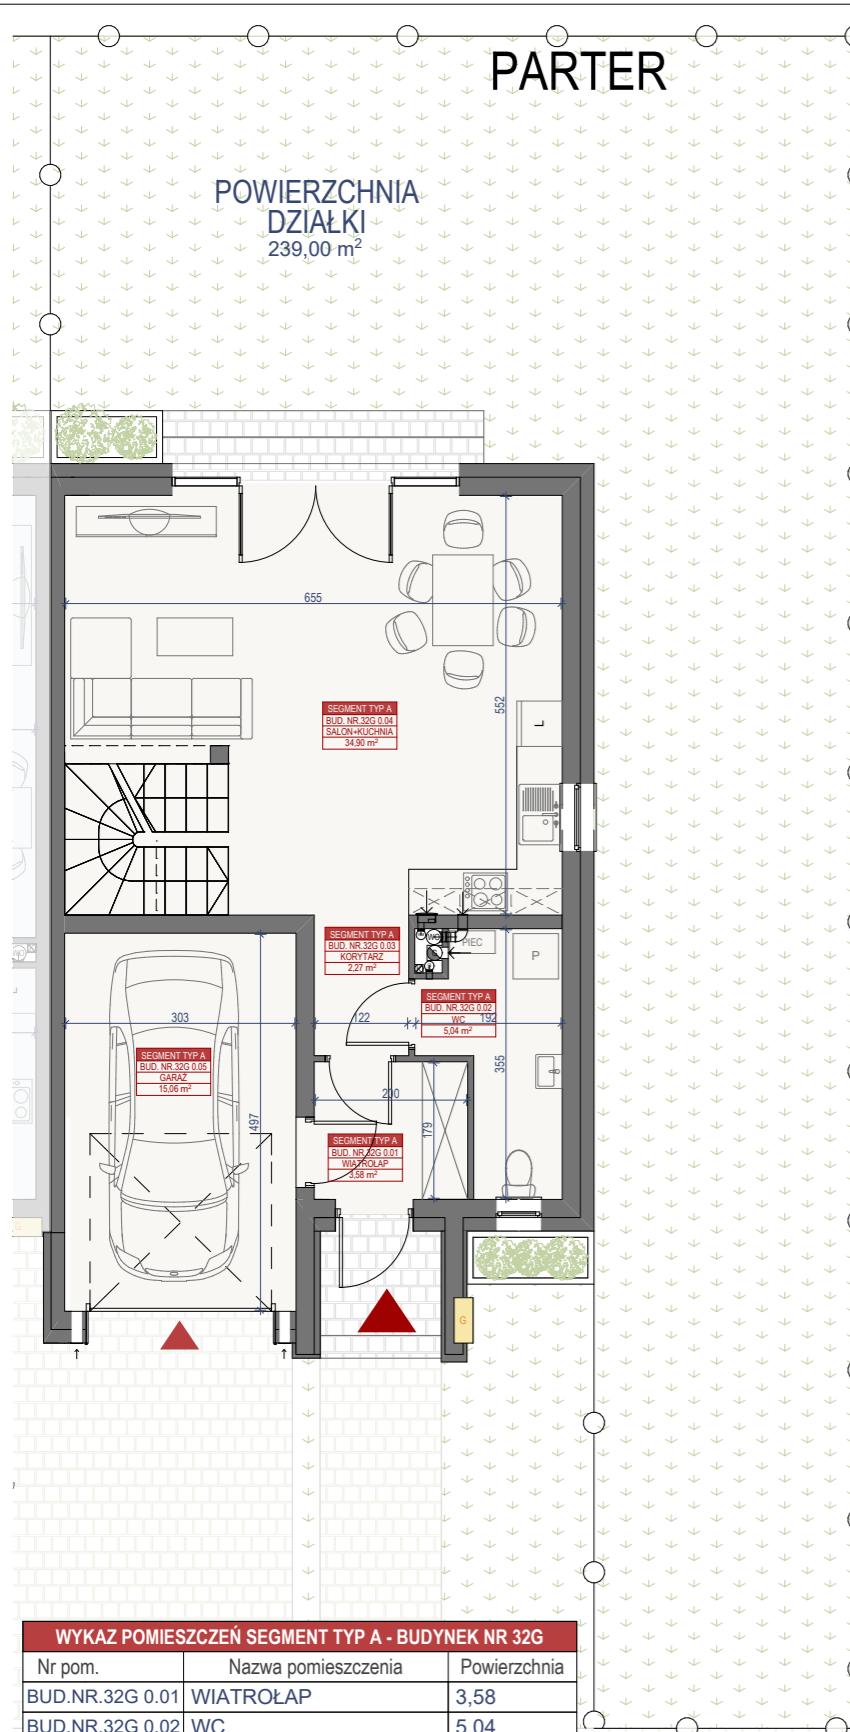 PARTER
POWIERZCHNIA
DZIAŁKI
239,00 m²
655
552
SEGMENT TYP A
BUD. NR.32G 0.04
SALON+KUCHNIA
34,90 m²
L
SEGMENT TYP A
BUD. NR.32G 0.03
KORYTARZ
2,27 m²
PIEC
P
SEGMENT TYP A
BUD. NR.32G 0.02
WC
5,04 m²
303
122
192
355
SEGMENT TYP A
BUD. NR.32G 0.05
GARAŻ
15,06 m²
497
200
179
SEGMENT TYP A
BUD. NR.32G 0.01
WIATROŁAP
3,58 m²
G
G
WYKAZ POMIESZCZEŃ SEGMENT TYP A - BUDYNEK NR 32G
Nr pom. Nazwa pomieszczenia Powierzchnia
BUD.NR.32G 0.01 WIATROŁAP 3,58
BUD.NR.32G 0.02 WC 5,04